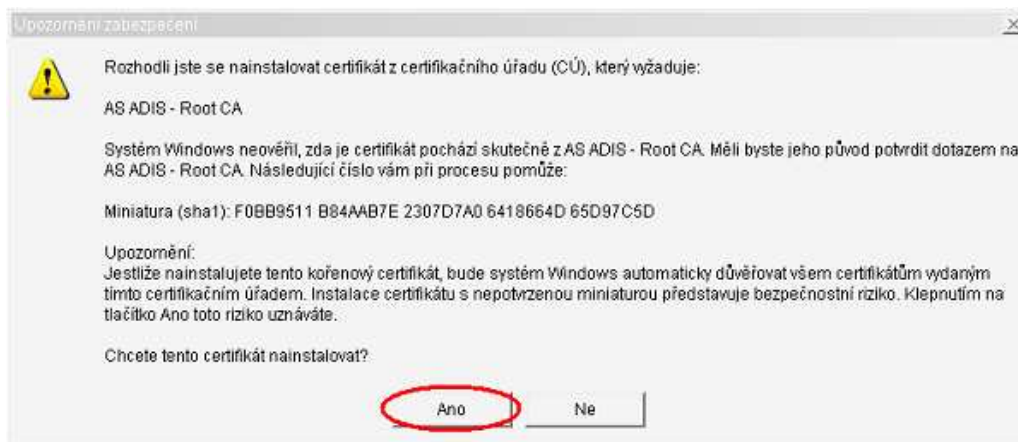 Upozornění zabezpečení
Rozhodli jste se nainstalovat certifikát z certifikačního úřadu (CÚ), který vyžaduje:
AS ADIS - Root CA
Systém Windows neověřil, zda je certifikát pochází skutečně z AS ADIS - Root CA. Měli byste jeho původ potvrdit dotazem na
AS ADIS - Root CA. Následující číslo vám při procesu pomůže:
Miniatura (sha1): F0BB9511 B84AAB7E 2307D7A0 6418664D 65D97C5D
Upozornění:
Jestliže nainstalujete tento kořenový certifikát, bude systém Windows automaticky důvěřovat všem certifikátům vydaným
tímto certifikačním úřadem. Instalace certifikátu s nepotvrzenou miniaturou představuje bezpečnostní riziko. Klepnutím na
tlačítko Ano toto riziko uznáváte.
Chcete tento certifikát nainstalovat?
Ano
Ne